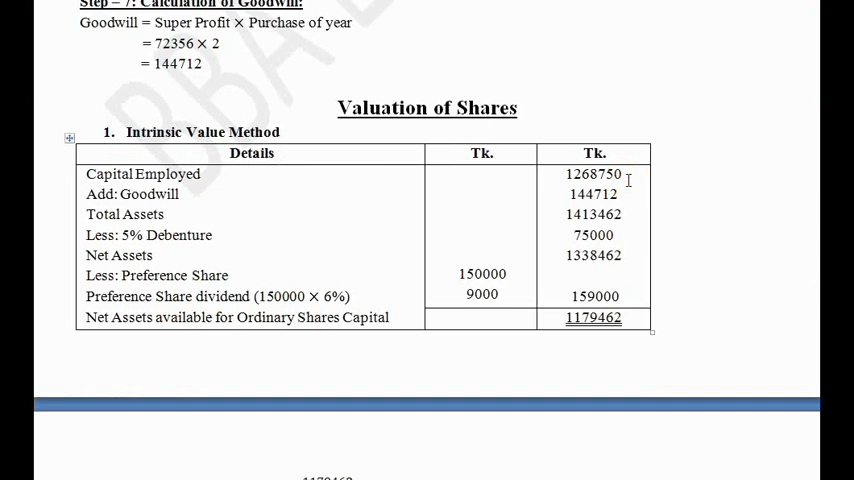 Step – 7: Calculation of Goodwill:
Goodwill = Super Profit × Purchase of year
= 72356 × 2
= 144712
Valuation of Shares
1. Intrinsic Value Method
Details Tk. Tk.
Capital Employed 1268750
Add: Goodwill 144712
Total Assets 1413462
Less: 5% Debenture 75000
Net Assets 1338462
Less: Preference Share 150000
Preference Share dividend (150000 × 6%) 9000 159000
Net Assets available for Ordinary Shares Capital 1179462
1179462